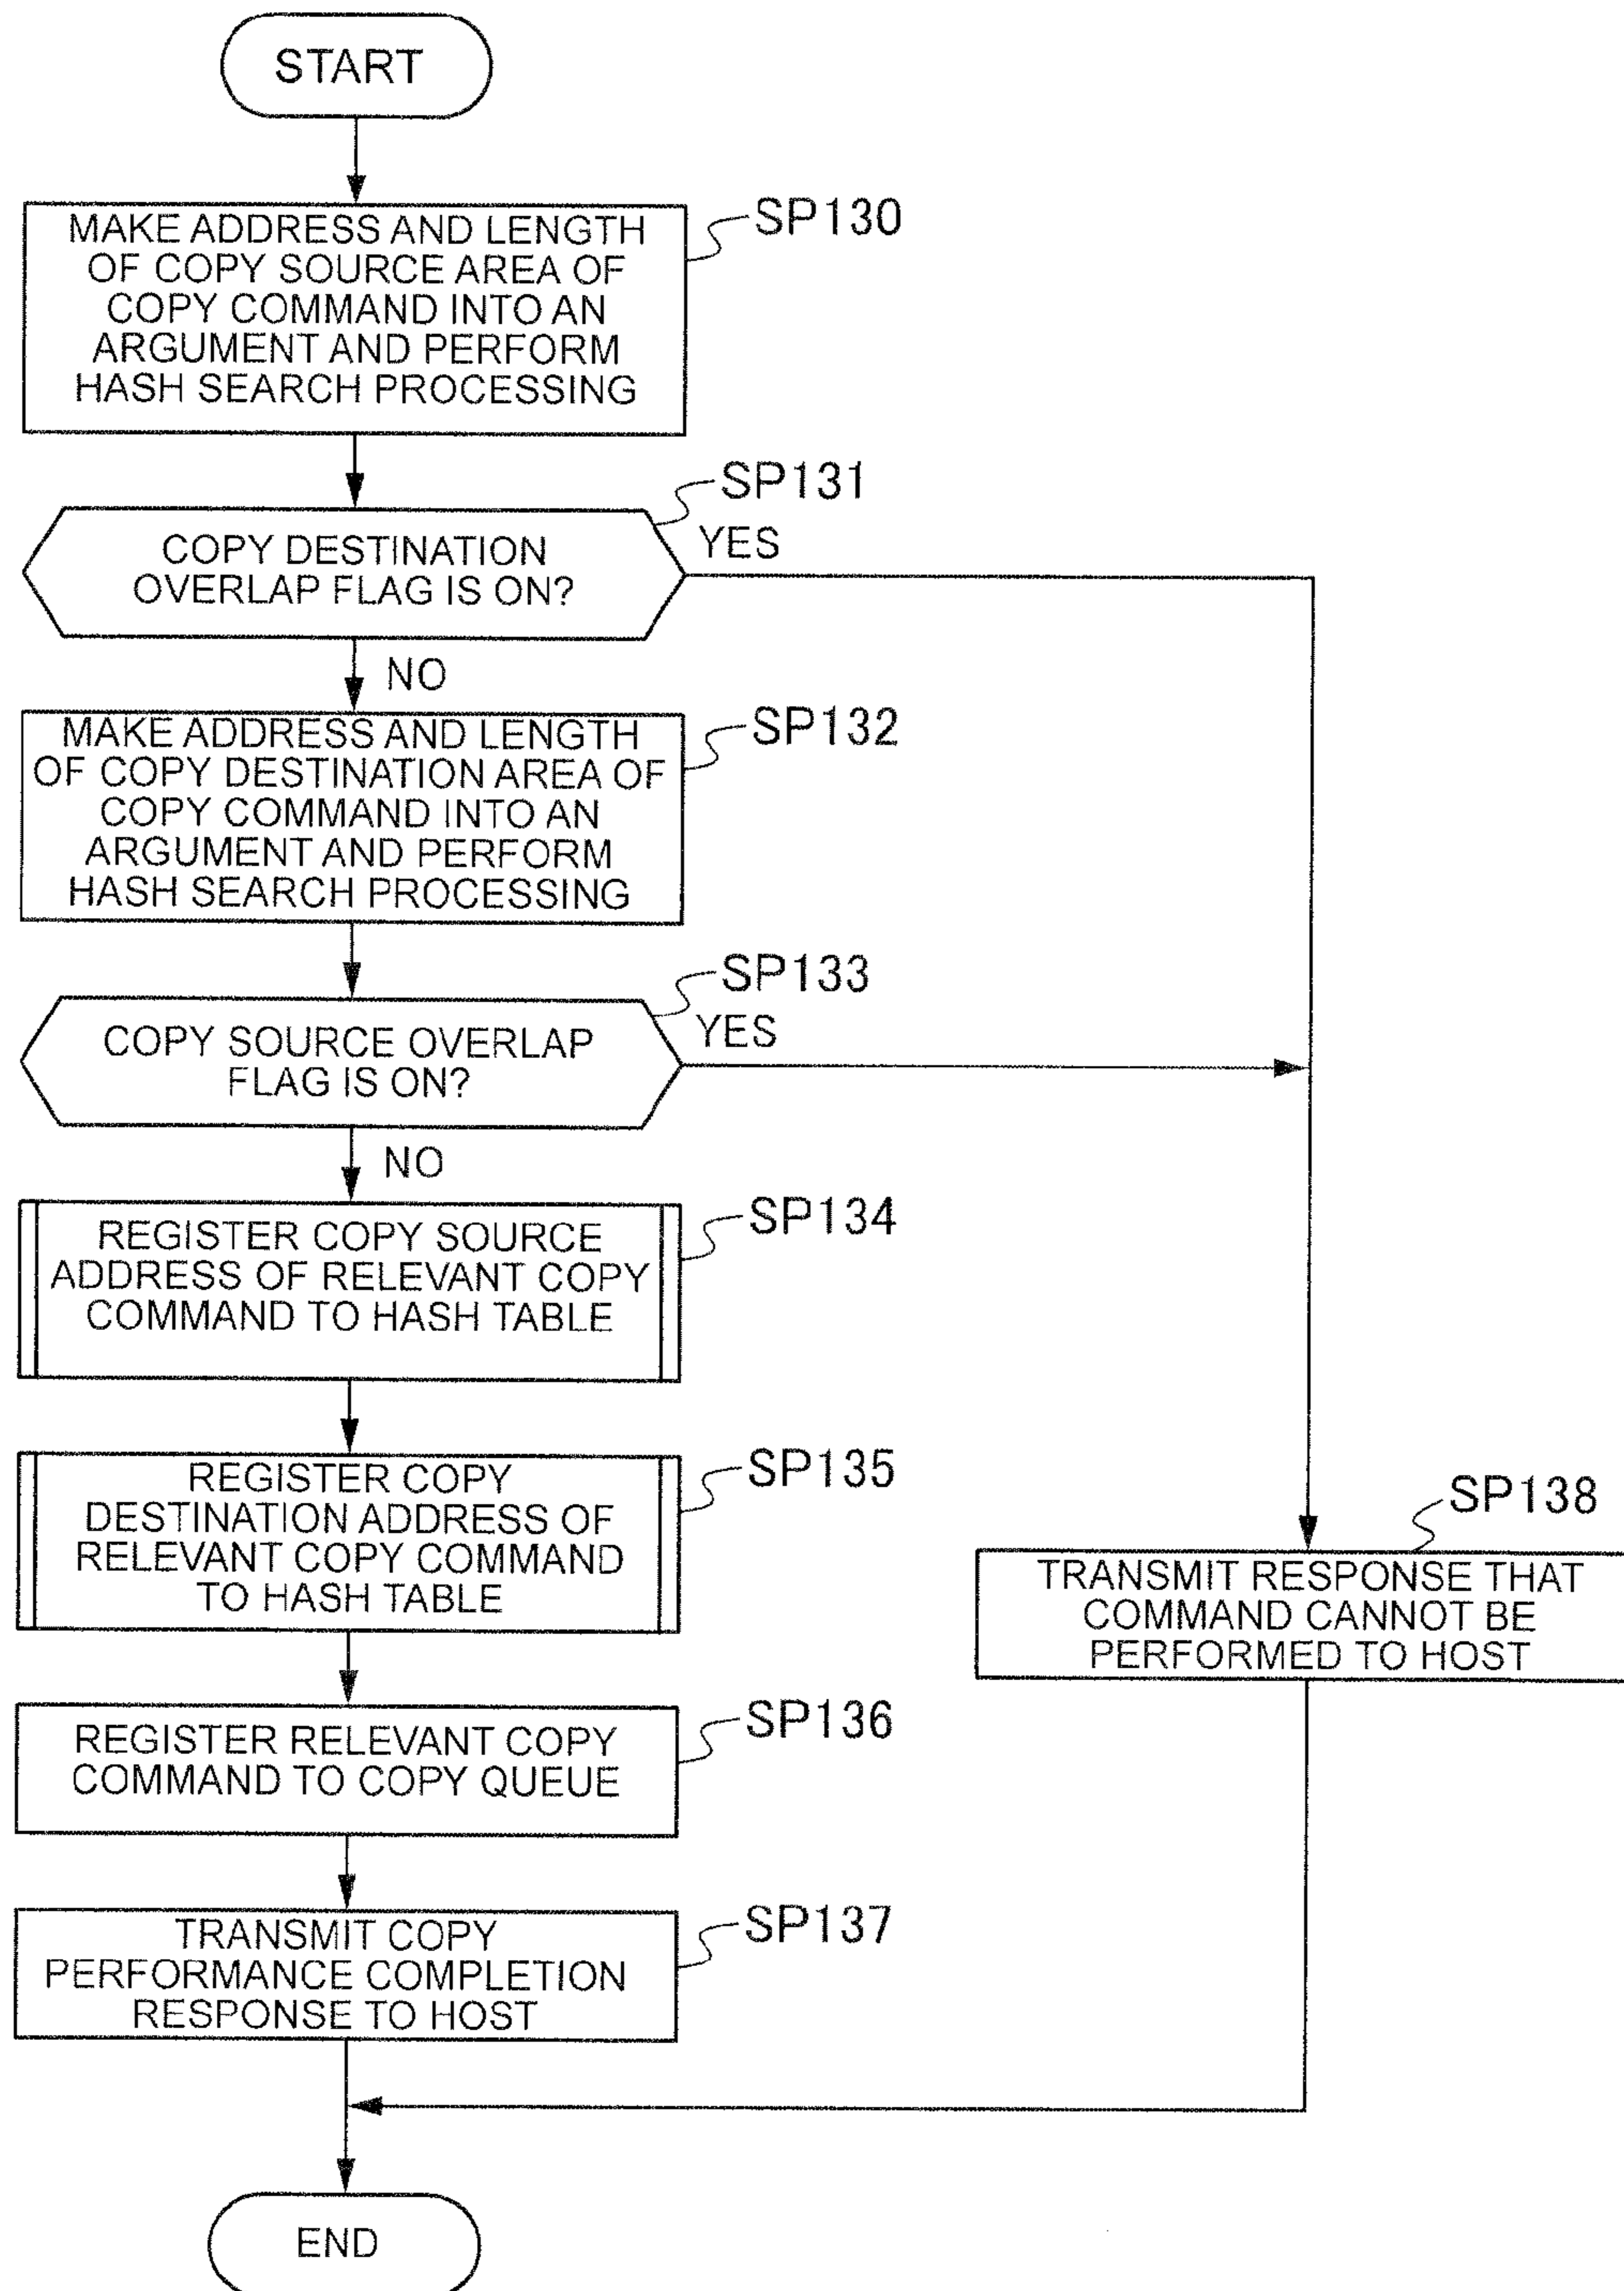 START
MAKE ADDRESS AND LENGTH
OF COPY SOURCE AREA OF
COPY COMMAND INTO AN
ARGUMENT AND PERFORM
HASH SEARCH PROCESSING
SP130
COPY DESTINATION
OVERLAP FLAG IS ON?
SP131
YES
NO
MAKE ADDRESS AND LENGTH
OF COPY DESTINATION AREA OF
COPY COMMAND INTO AN
ARGUMENT AND PERFORM
HASH SEARCH PROCESSING
SP132
COPY SOURCE OVERLAP
FLAG IS ON?
SP133
YES
NO
REGISTER COPY SOURCE
ADDRESS OF RELEVANT COPY
COMMAND TO HASH TABLE
SP134
REGISTER COPY
DESTINATION ADDRESS OF
RELEVANT COPY COMMAND
TO HASH TABLE
SP135
SP138
TRANSMIT RESPONSE THAT
COMMAND CANNOT BE
PERFORMED TO HOST
REGISTER RELEVANT COPY
COMMAND TO COPY QUEUE
SP136
TRANSMIT COPY
PERFORMANCE COMPLETION
RESPONSE TO HOST
SP137
END